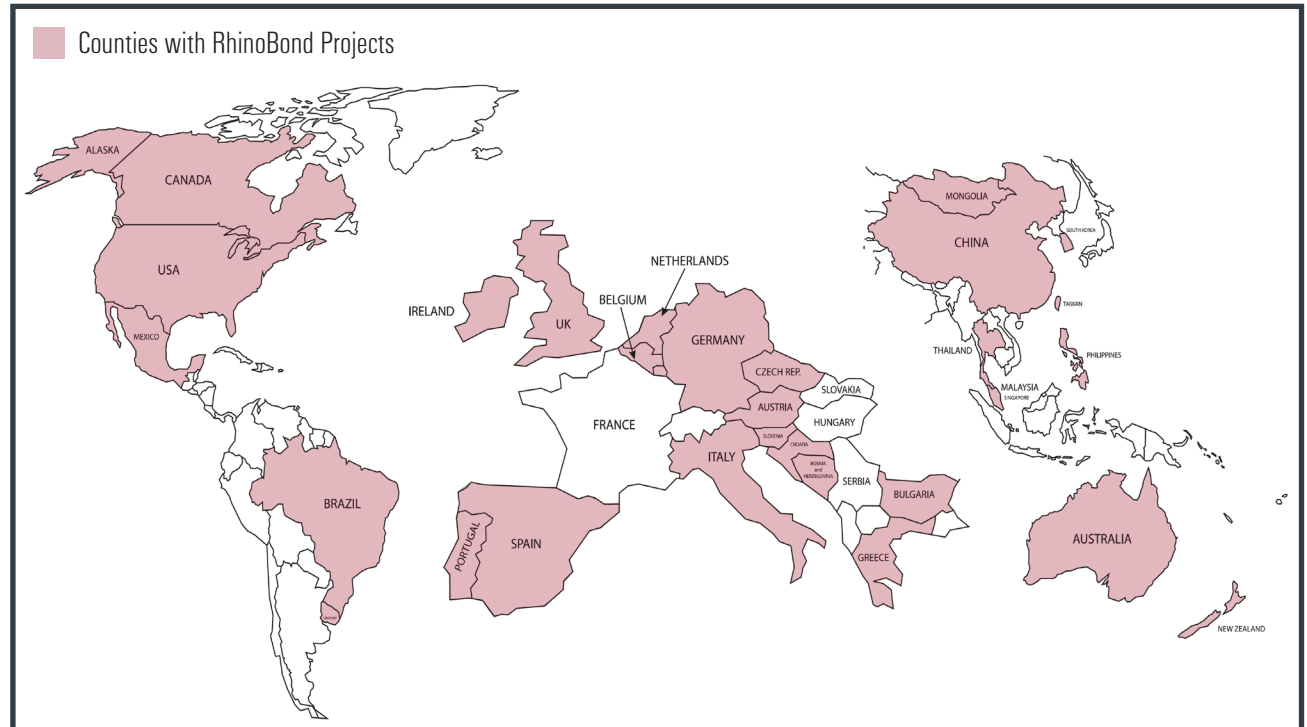 Counties with RhinoBond Projects
ALASKA
CANADA
USA
MEXICO
BRAZIL
URUGUAY
IRELAND
UK
NETHERLANDS
BELGIUM
GERMANY
CZECH REP.
SLOVAKIA
AUSTRIA
HUNGARY
FRANCE
SLOVENIA
CROATIA
ITALY
BOSNIA
and
HERZEGOVINA
SERBIA
BULGARIA
PORTUGAL
SPAIN
GREECE
MONGOLIA
SOUTH KOREA
CHINA
TAIWAN
THAILAND
PHILIPPINES
MALAYSIA
SINGAPORE
AUSTRALIA
NEW ZEALAND